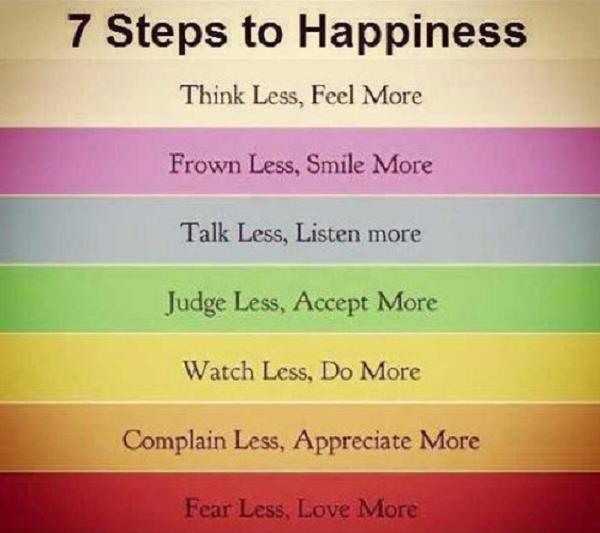 7 Steps to Happiness
Think Less, Feel More
Frown Less, Smile More
Talk Less, Listen more
Judge Less, Accept More
Watch Less, Do More
Complain Less, Appreciate More
Fear Less, Love More